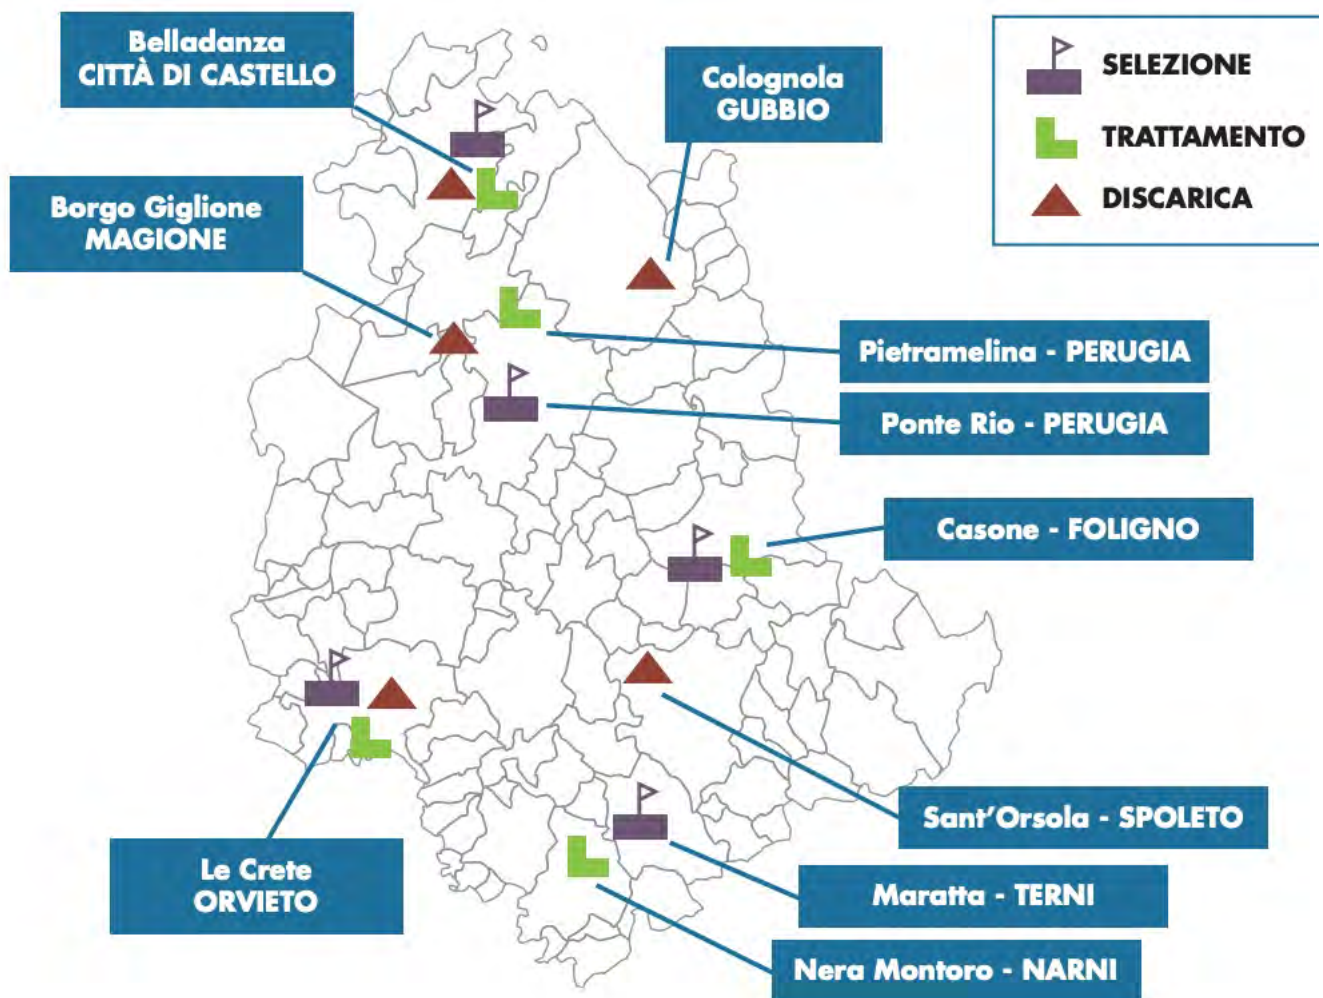 Belladanza
CITTÀ DI CASTELLO
Colognola
GUBBIO
SELEZIONE
TRATTAMENTO
DISCARICA
Borgo Giglione
MAGIONE
Pietramelina - PERUGIA
Ponte Rio - PERUGIA
Casone - FOLIGNO
Sant'Orsola - SPOLETO
Le Crete
ORVIETO
Maratta - TERNI
Nera Montoro - NARNI